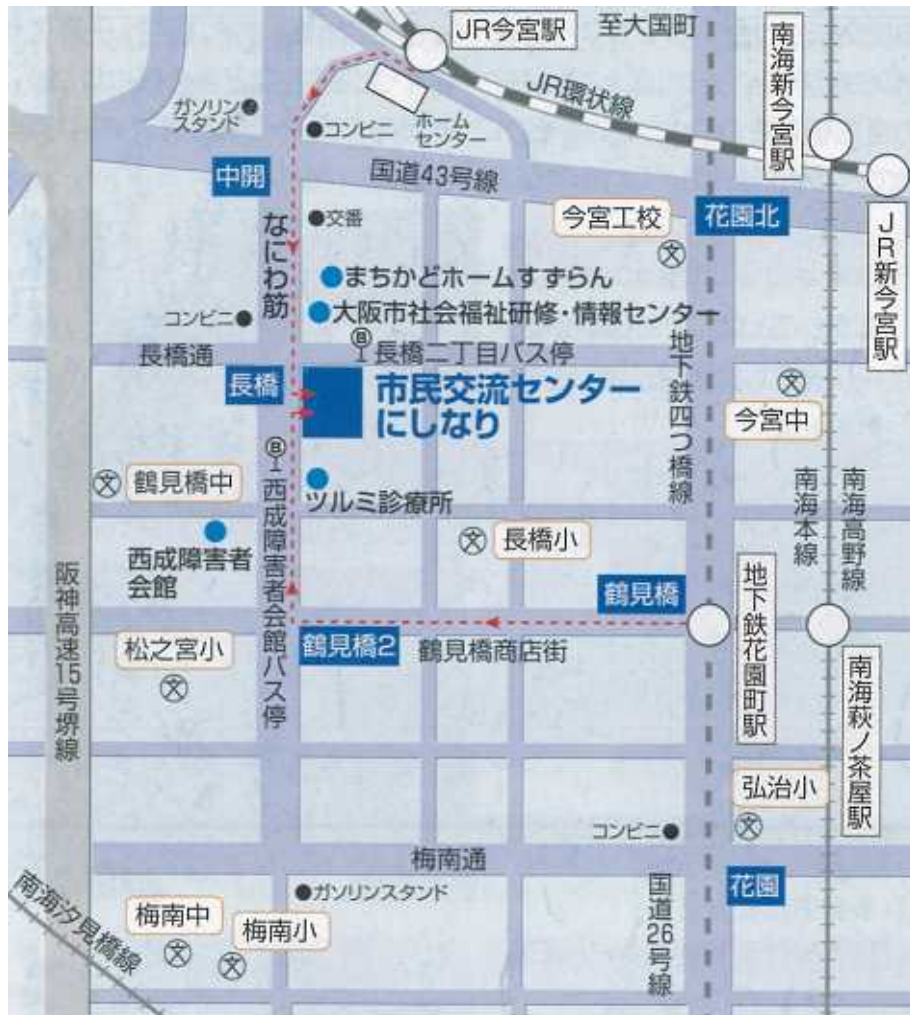 JR今宮駅
至大国町
南海新今宮駅
JR環状線
ガソリン
スタンド
コンビニ
ホーム
センター
中開
国道43号線
JR新今宮駅
交番
今宮工校
花園北
なにわ筋
まちかどホームすずらん
大阪市社会福祉研修・情報センター
コンビニ
B
長橋二丁目バス停
長橋通
地下鉄四つ橋線
長橋
市民交流センター
にしなり
文
今宮中
B
西成障害者会館バス停
文
鶴見橋中
ツルミ診療所
南海本線
南海高野線
西成障害者
会館
文
長橋小
阪神高速15号堺線
鶴見橋
地下鉄花園町駅
松之宮小
文
鶴見橋2
鶴見橋商店街
南海萩ノ茶屋駅
弘治小
文
コンビニ
梅南通
花園
国道26号線
ガソリンスタンド
南海汐見橋線
梅南中
文
梅南小
文
文